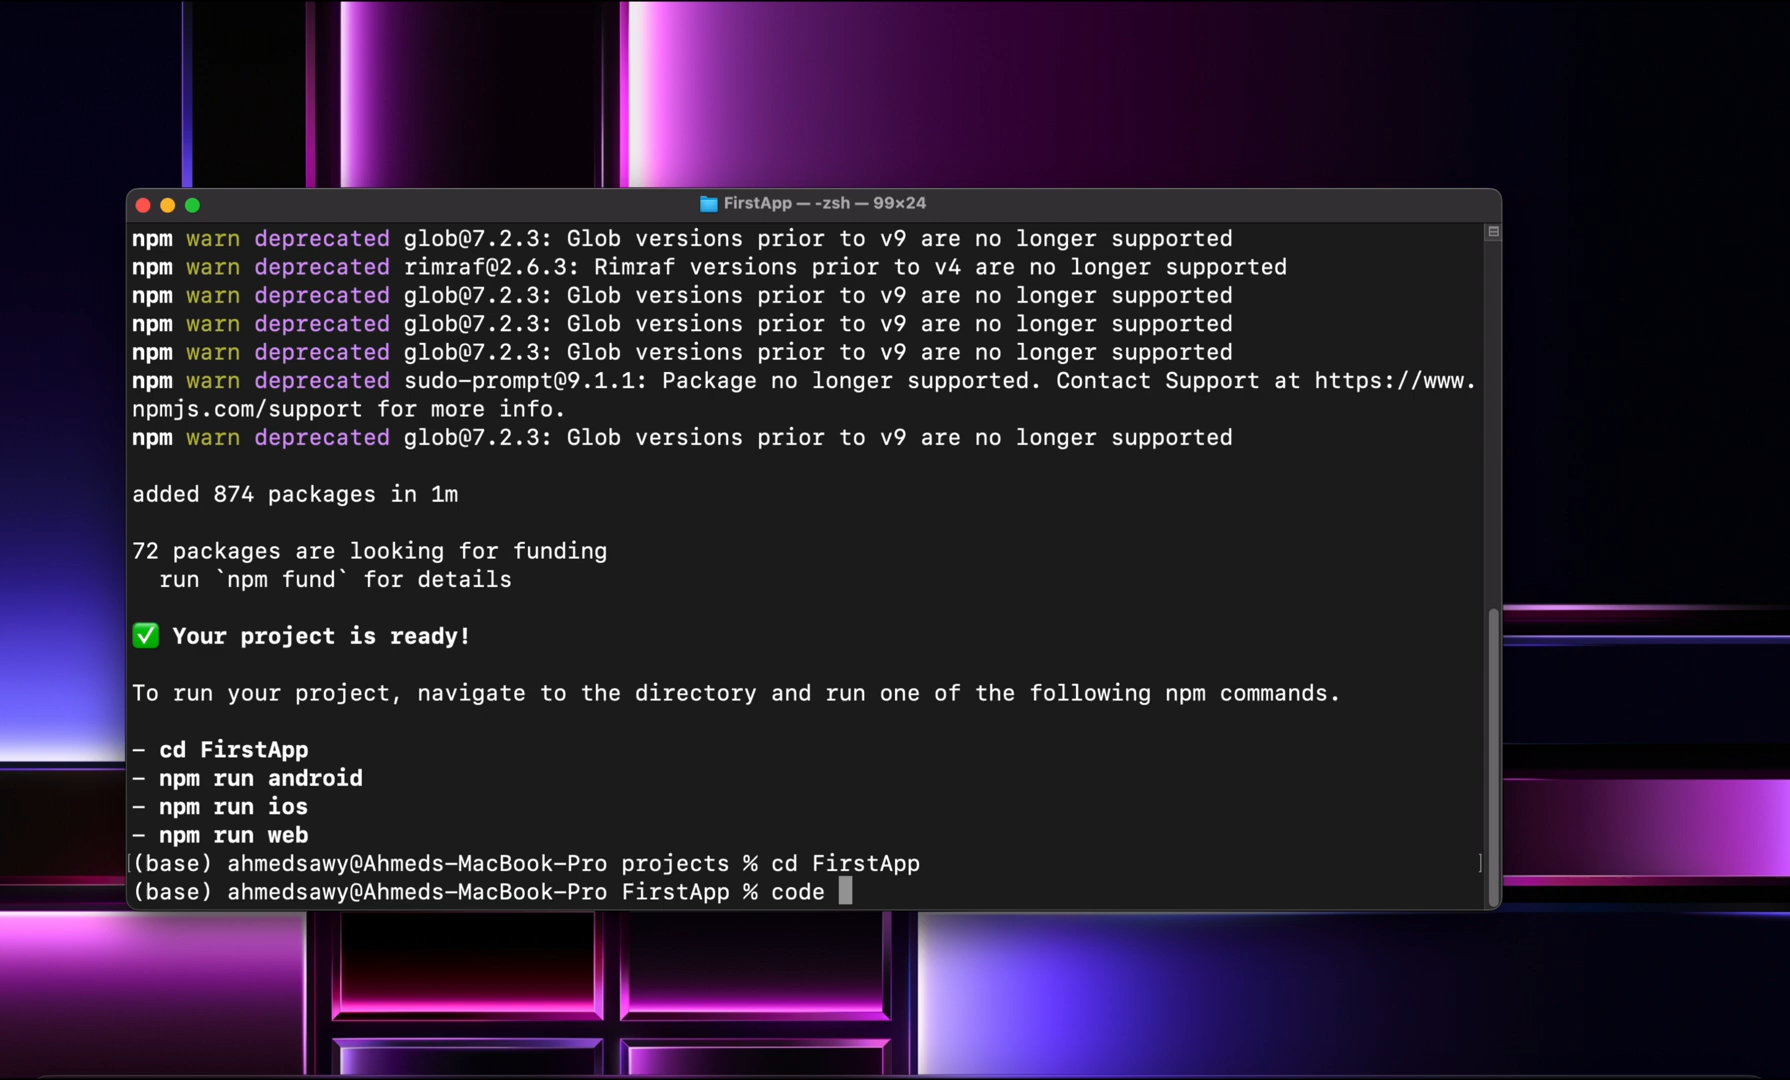 FirstApp — -zsh — 99×24
npm warn deprecated glob@7.2.3: Glob versions prior to v9 are no longer supported
npm warn deprecated rimraf@2.6.3: Rimraf versions prior to v4 are no longer supported
npm warn deprecated glob@7.2.3: Glob versions prior to v9 are no longer supported
npm warn deprecated glob@7.2.3: Glob versions prior to v9 are no longer supported
npm warn deprecated glob@7.2.3: Glob versions prior to v9 are no longer supported
npm warn deprecated sudo-prompt@9.1.1: Package no longer supported. Contact Support at https://www.
npmjs.com/support for more info.
npm warn deprecated glob@7.2.3: Glob versions prior to v9 are no longer supported
added 874 packages in 1m
72 packages are looking for funding
run `npm fund` for details
✅ Your project is ready!
To run your project, navigate to the directory and run one of the following npm commands.
- cd FirstApp
- npm run android
- npm run ios
- npm run web
[(base) ahmedsawy@Ahmeds-MacBook-Pro projects % cd FirstApp ]
(base) ahmedsawy@Ahmeds-MacBook-Pro FirstApp % code